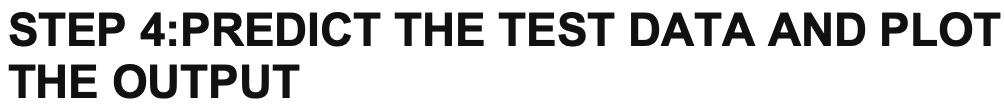 STEP 4:PREDICT THE TEST DATA AND PLOT
THE OUTPUT